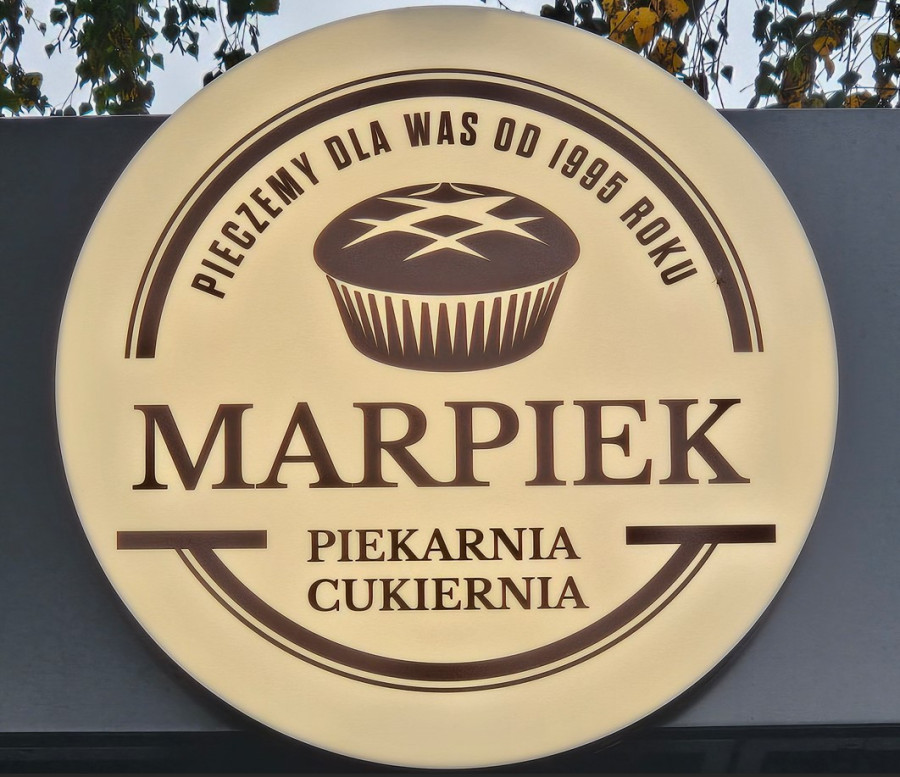 PIECZEMY DLA WAS OD 1995 ROKU
MARPIEK
PIEKARNIA
CUKIERNIA